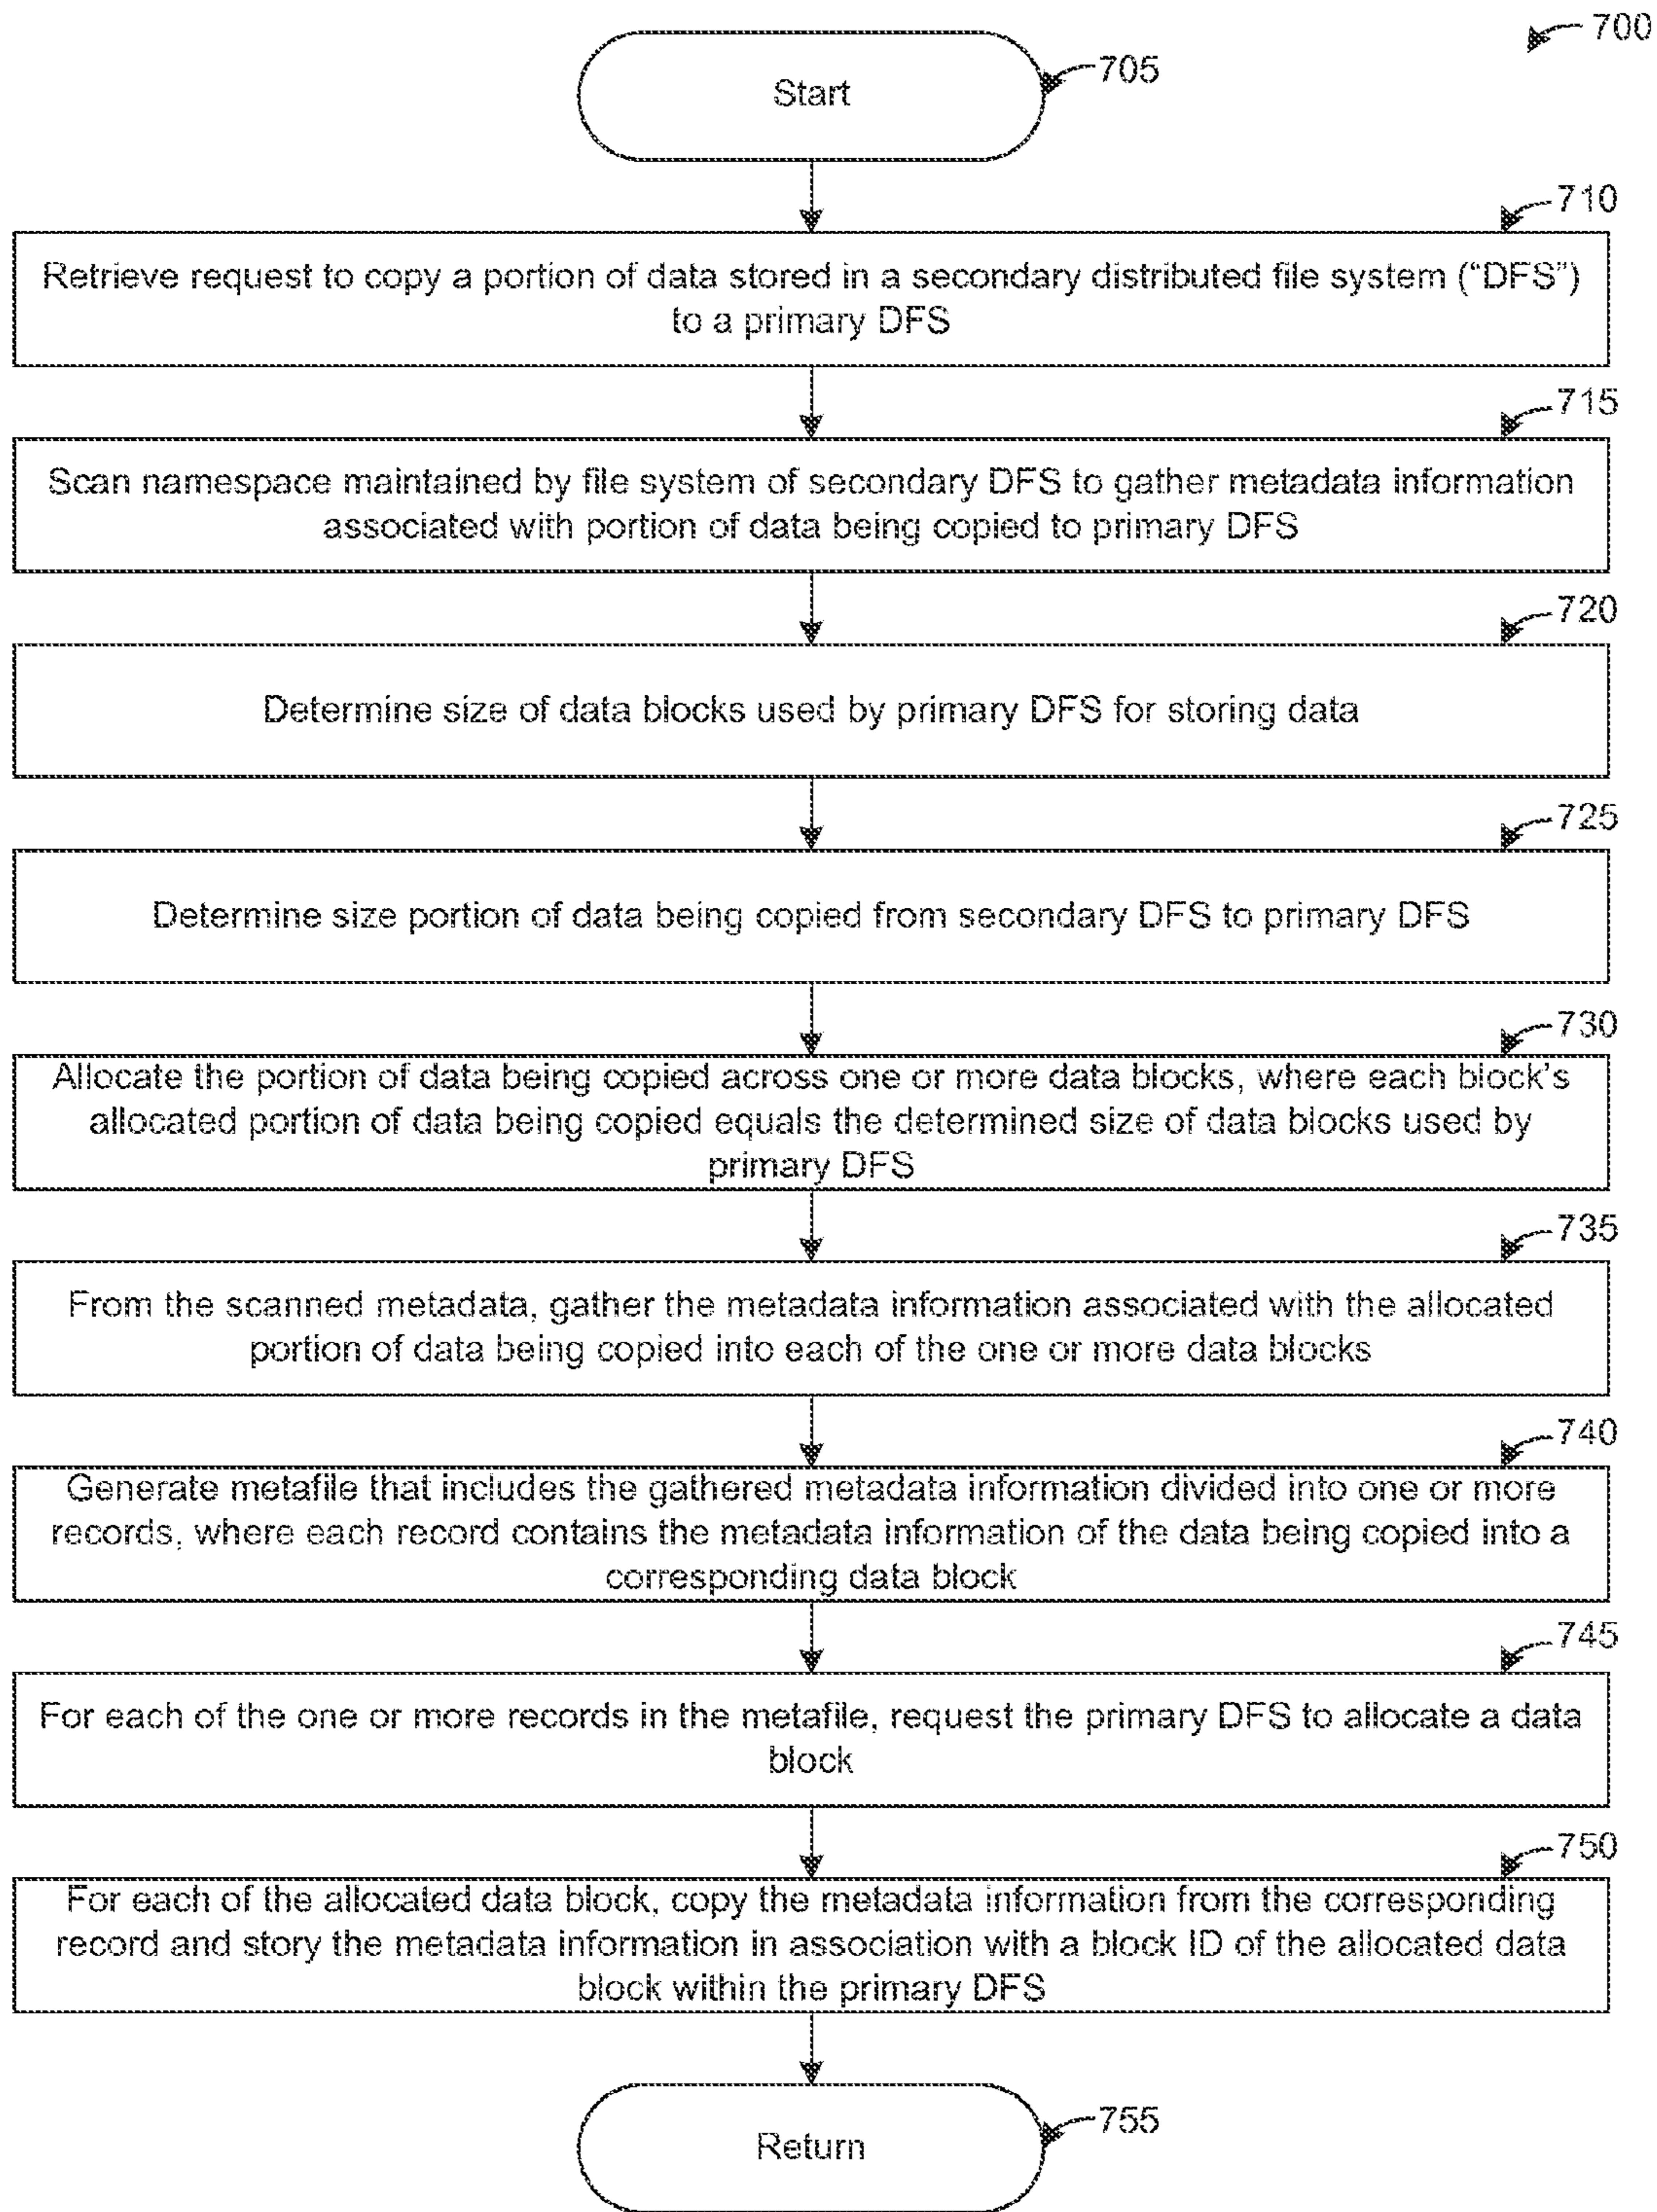 700
Start
705
710
Retrieve request to copy a portion of data stored in a secondary distributed file system (“DFS”)
to a primary DFS
715
Scan namespace maintained by file system of secondary DFS to gather metadata information
associated with portion of data being copied to primary DFS
720
Determine size of data blocks used by primary DFS for storing data
725
Determine size portion of data being copied from secondary DFS to primary DFS
730
Allocate the portion of data being copied across one or more data blocks, where each block’s
allocated portion of data being copied equals the determined size of data blocks used by
primary DFS
735
From the scanned metadata, gather the metadata information associated with the allocated
portion of data being copied into each of the one or more data blocks
740
Generate metafile that includes the gathered metadata information divided into one or more
records, where each record contains the metadata information of the data being copied into a
corresponding data block
745
For each of the one or more records in the metafile, request the primary DFS to allocate a data
block
750
For each of the allocated data block, copy the metadata information from the corresponding
record and story the metadata information in association with a block ID of the allocated data
block within the primary DFS
Return
755